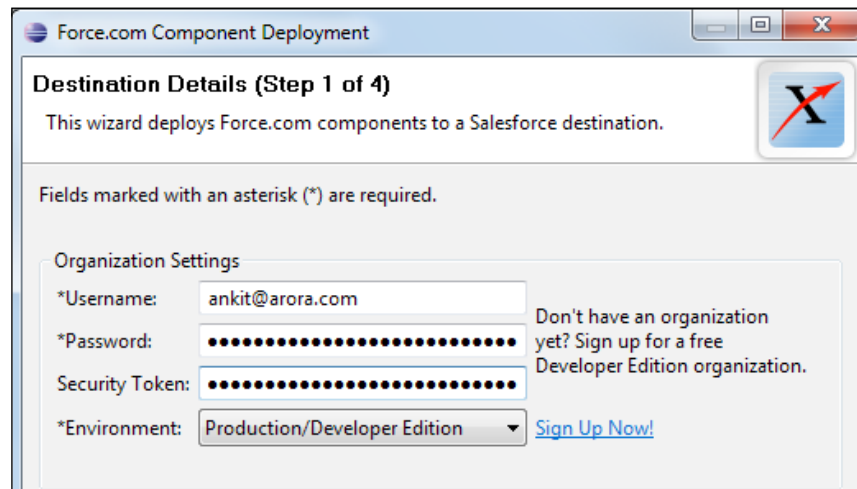 Force.com Component Deployment
Destination Details (Step 1 of 4)
This wizard deploys Force.com components to a Salesforce destination.
X
Fields marked with an asterisk (*) are required.
Organization Settings
*Username:
ankit@arora.com
*Password:
●●●●●●●●●●●●●●●●●●●●●●●●●●●
Security Token:
●●●●●●●●●●●●●●●●●●●●●●●●●●●
*Environment:
Production/Developer Edition
Don't have an organization
yet? Sign up for a free
Developer Edition organization.
Sign Up Now!